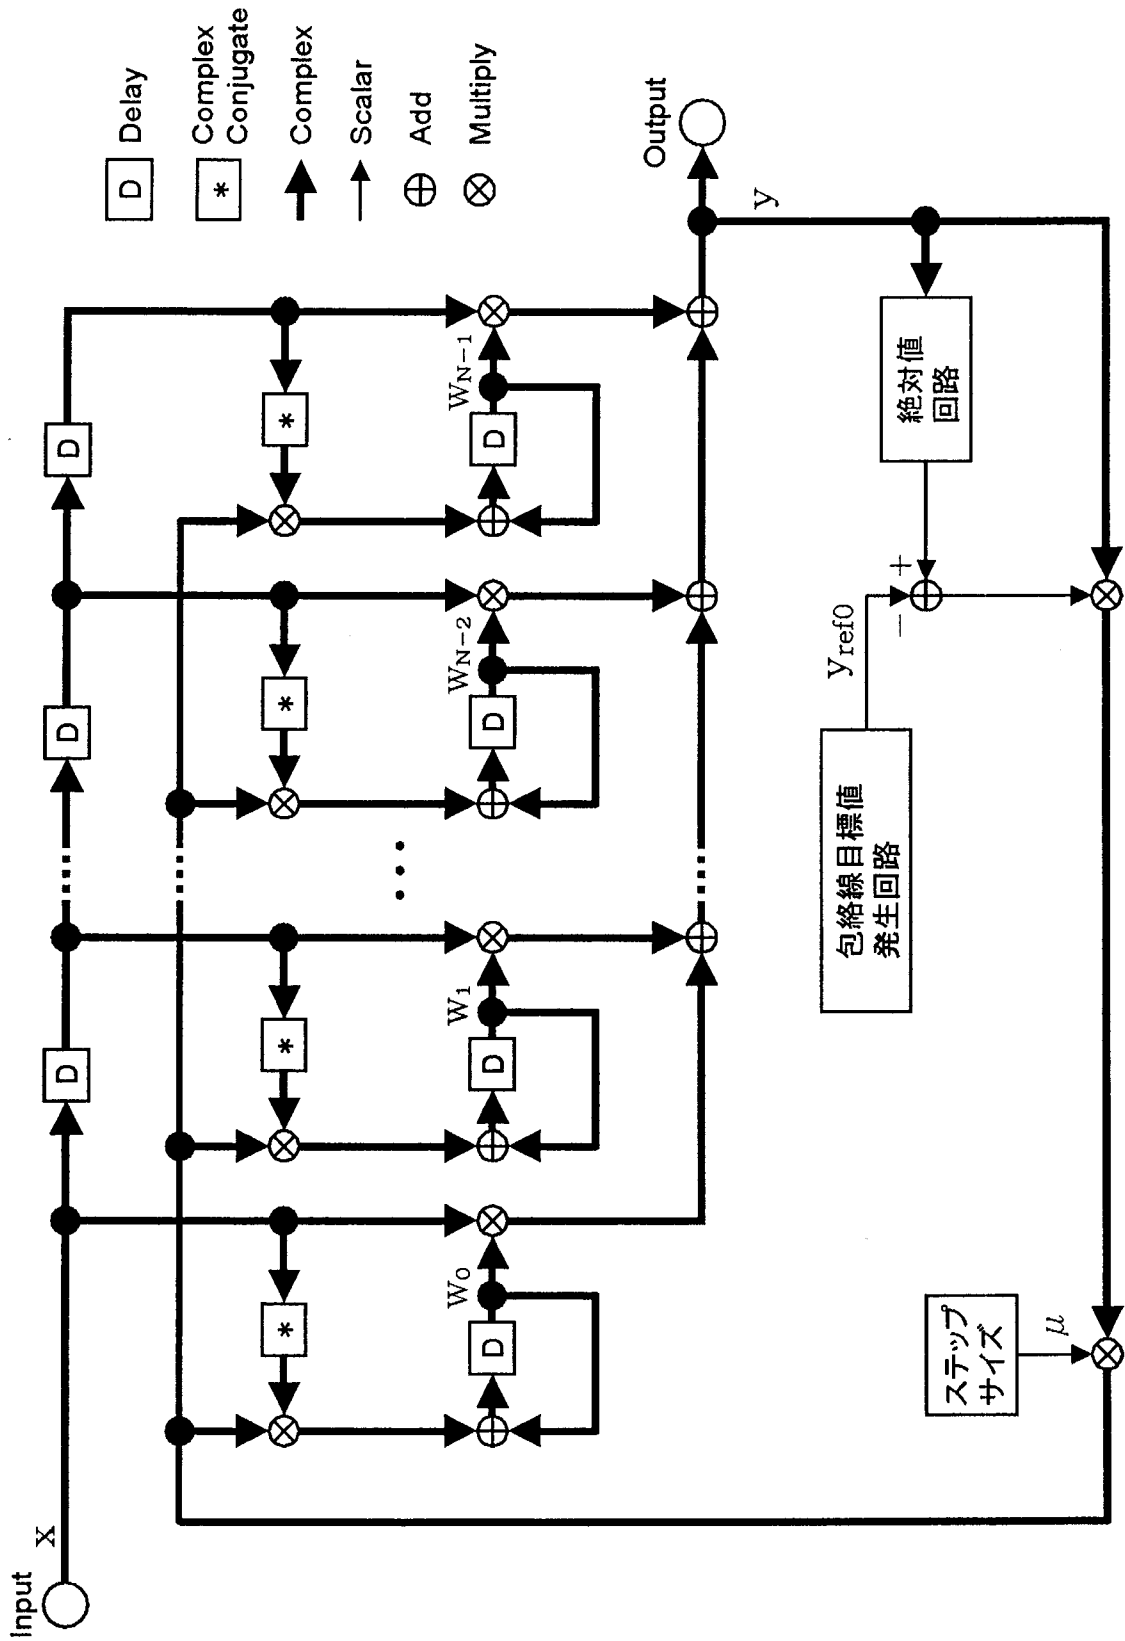 Input
x
D
D
D
*
*
*
*
W0
W1
WN−2
WN−1
D
D
D
D
...
Output
y
絶対値
回路
+
−
yref0
包絡線目標値
発生回路
ステップ
サイズ
μ
D Delay
* Complex
Conjugate
Complex
Scalar
Add
Multiply